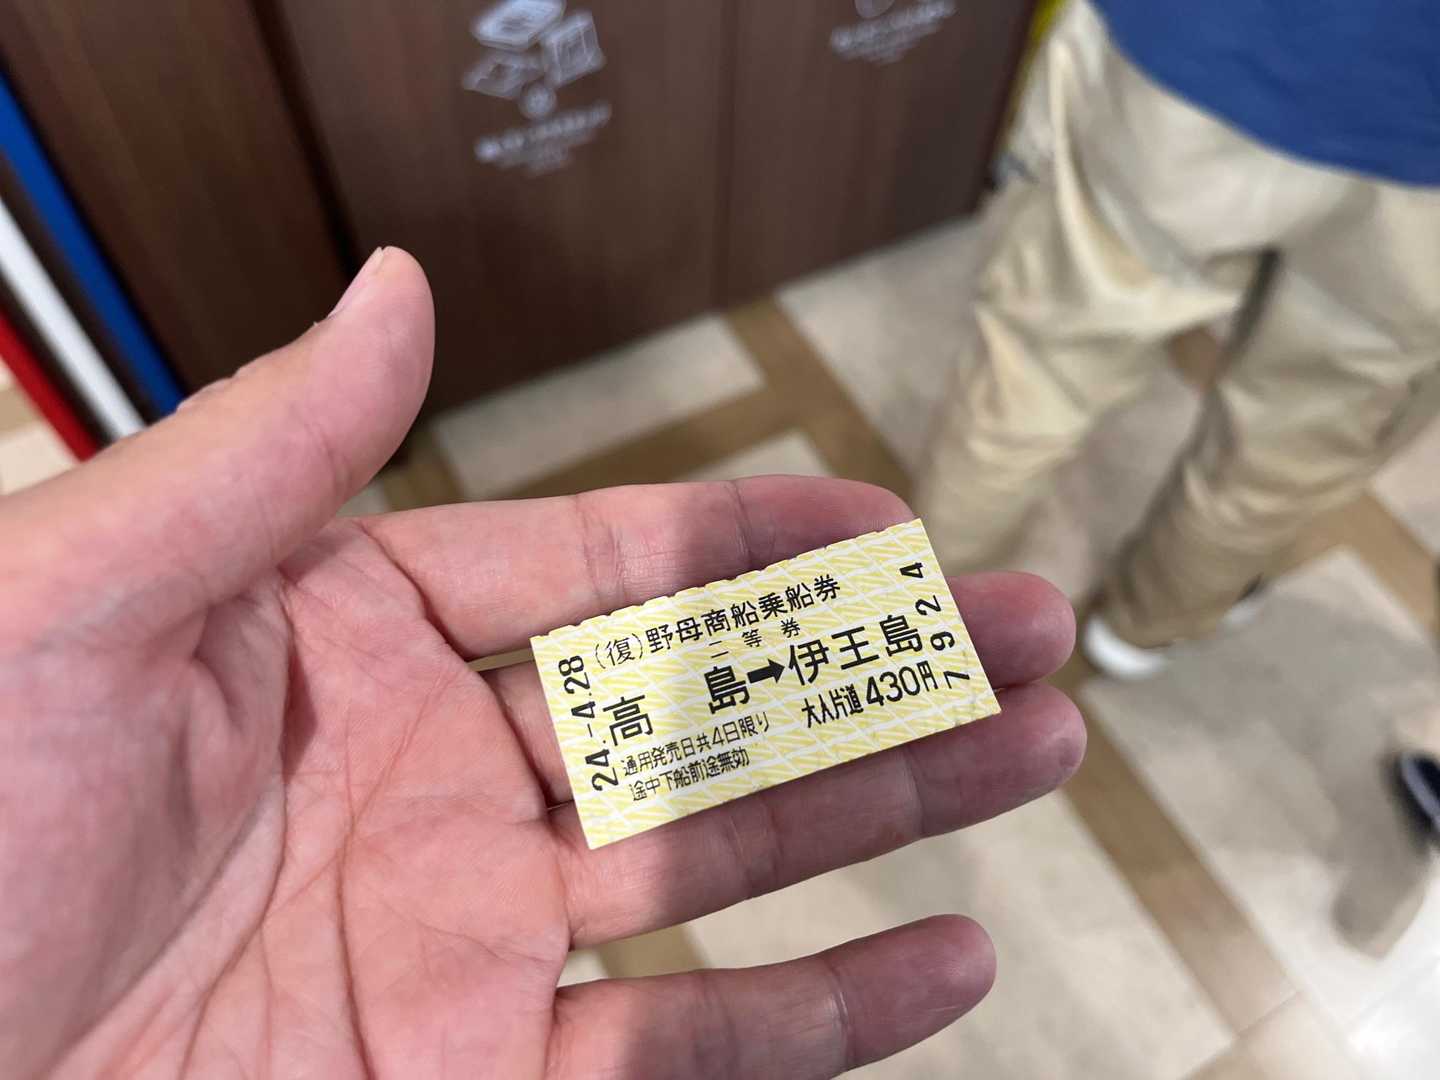 (復)野母商船乗船券
二等券
高島➡伊王島
大人片道430円
通用発売日共4日限り
途中下船前途無効
24.-4.28
7924